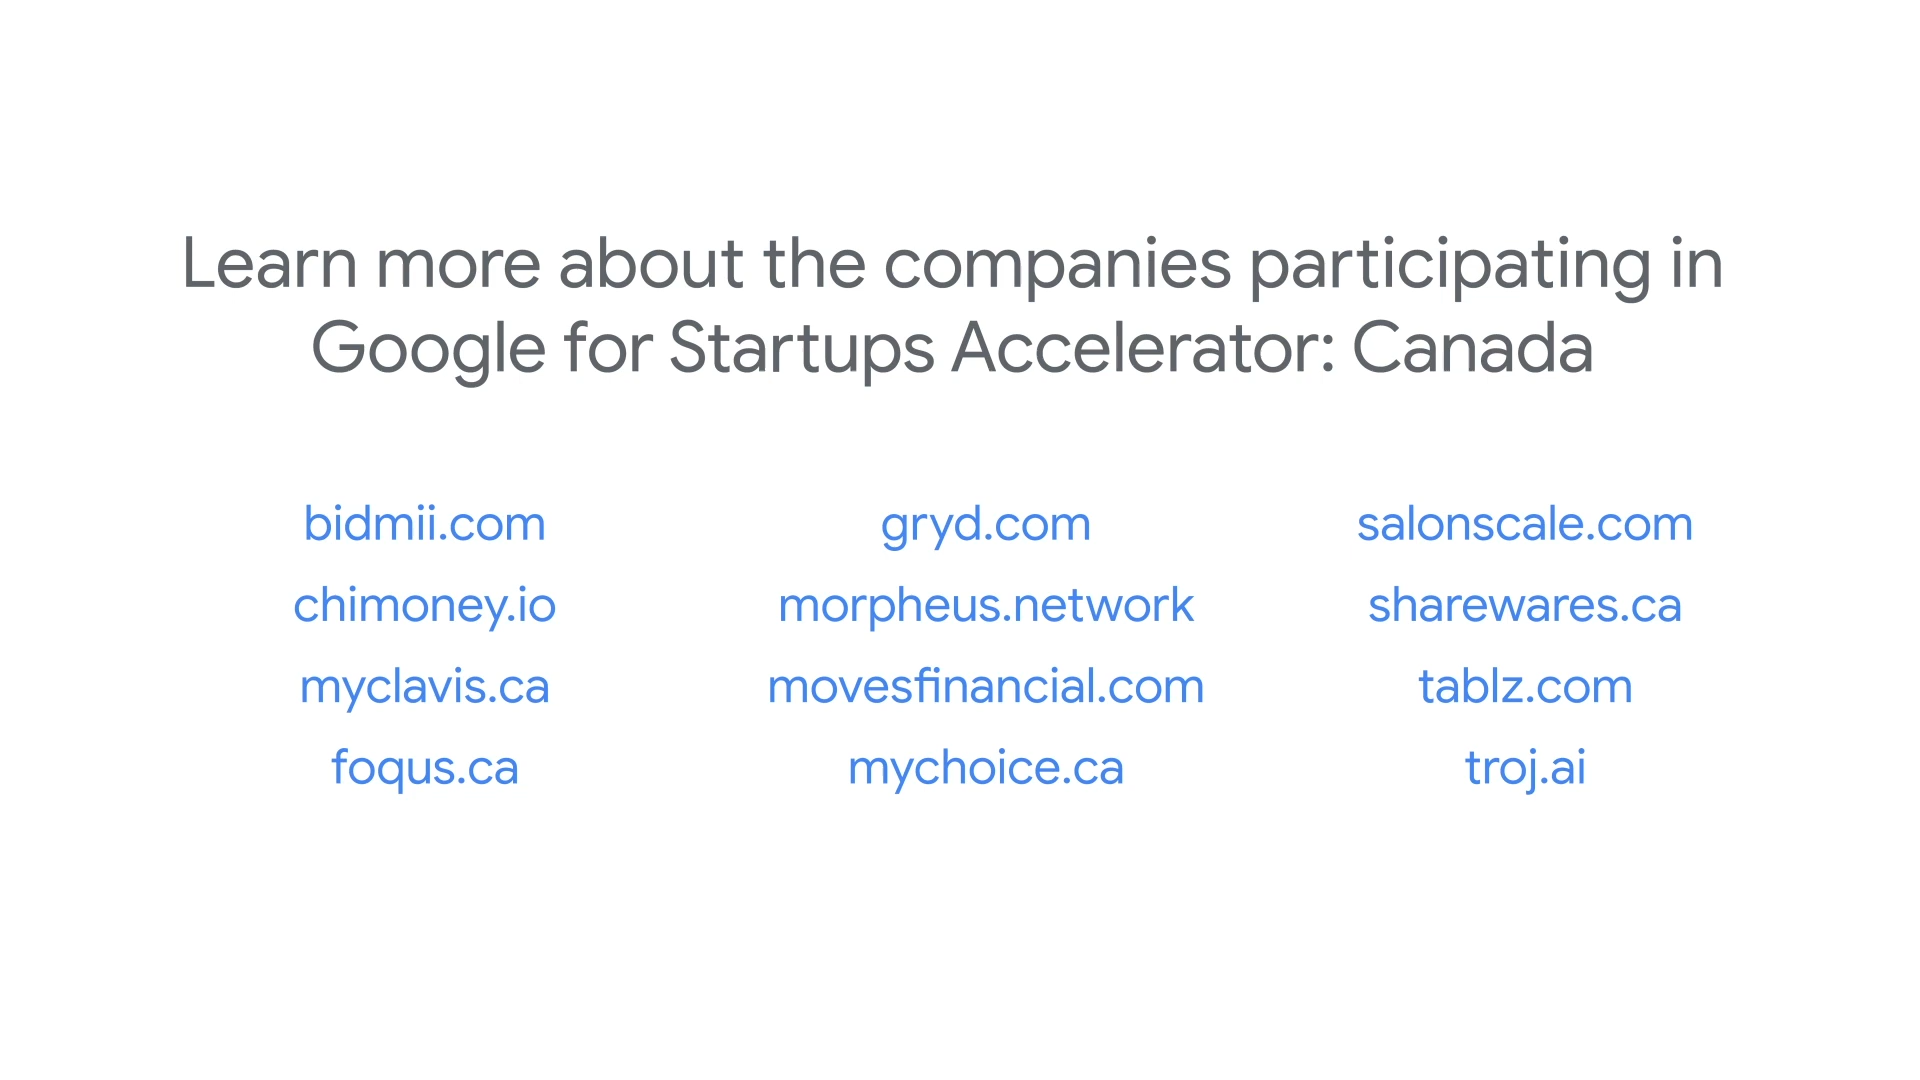 Learn more about the companies participating in
Google for Startups Accelerator: Canada
bidmii.com
chimoney.io
myclavis.ca
foqus.ca
gryd.com
morpheus.network
movesfinancial.com
mychoice.ca
salonscale.com
sharewares.ca
tablz.com
troj.ai